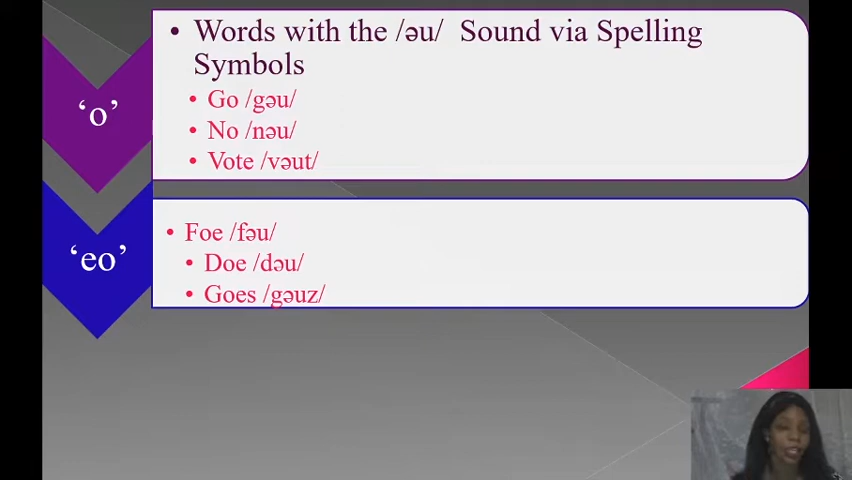 • Words with the /əu/ Sound via Spelling
Symbols
‘o’
• Go /gəu/
• No /nəu/
• Vote /vəut/
‘eo’
• Foe /fəu/
• Doe /dəu/
• Goes /gəuz/